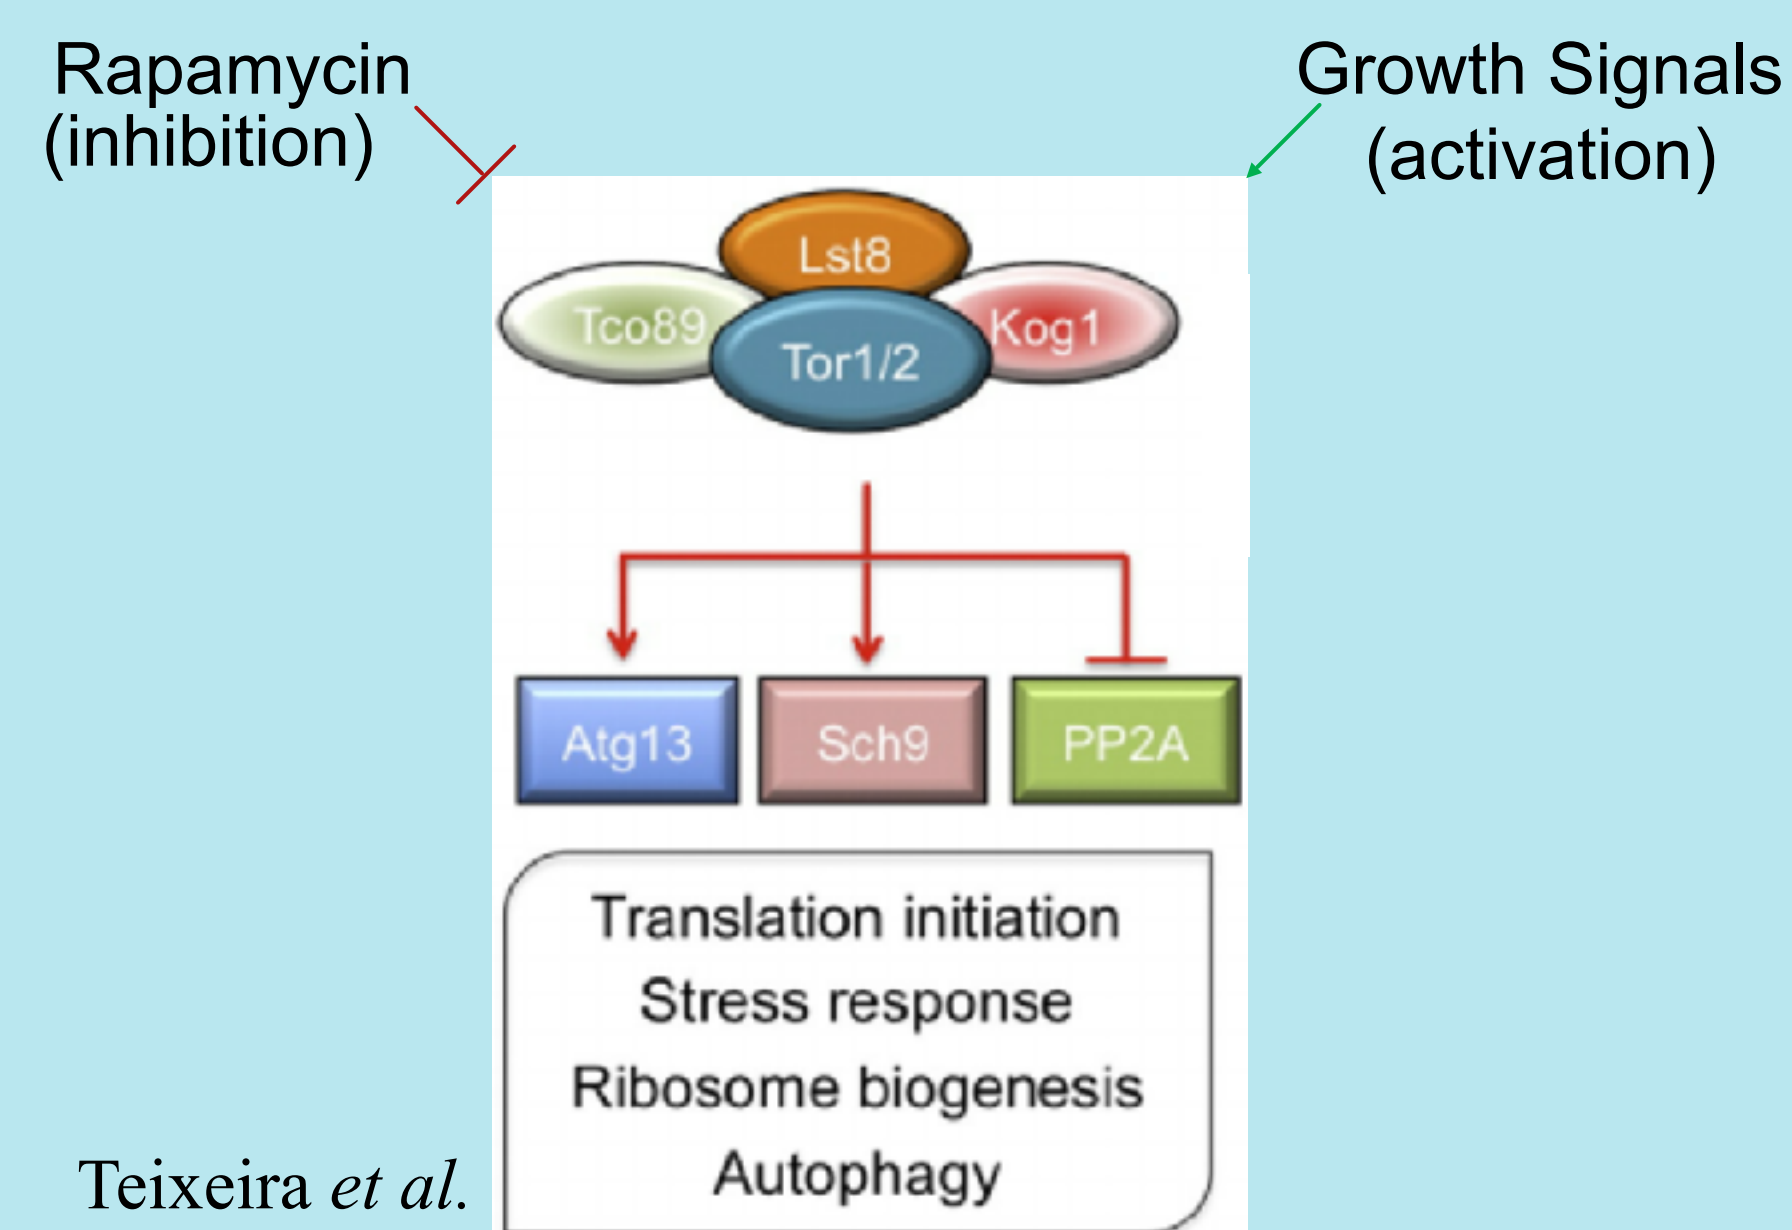 Rapamycin
(inhibition)
Growth Signals
(activation)
Lst8
Tco89
Kog1
Tor1/2
Atg13
Sch9
PP2A
Translation initiation
Stress response
Ribosome biogenesis
Autophagy
Teixeira et al.